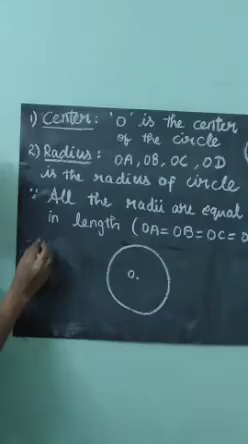 1) Center: 'O' is the center
of the circle
2) Radius: OA, OB, OC, OD
is the radius of circle
∵ All the radii are equal
in length (OA=OB=OC=
O.